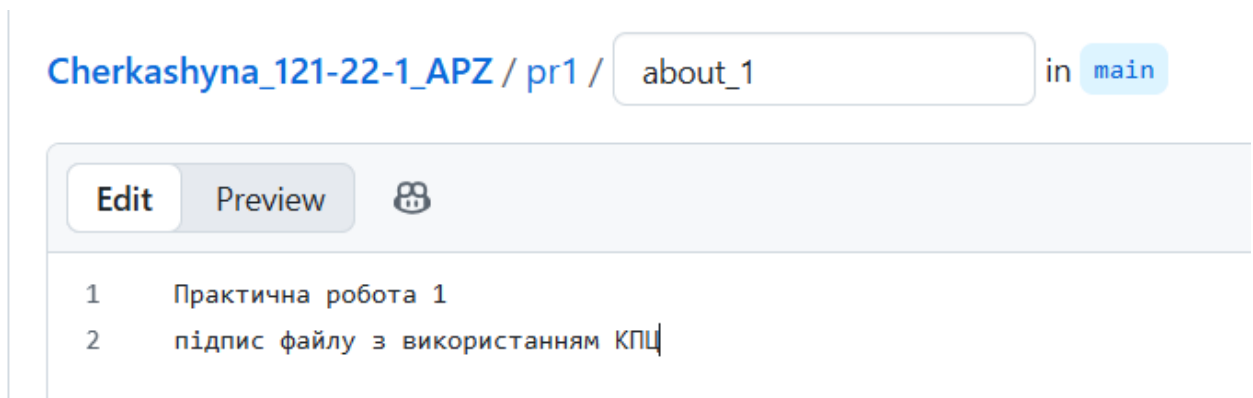 Cherkashyna_121-22-1_APZ / pr1 / about_1 in main
Edit Preview
1 Практична робота 1
2 підпис файлу з використанням КПЦ